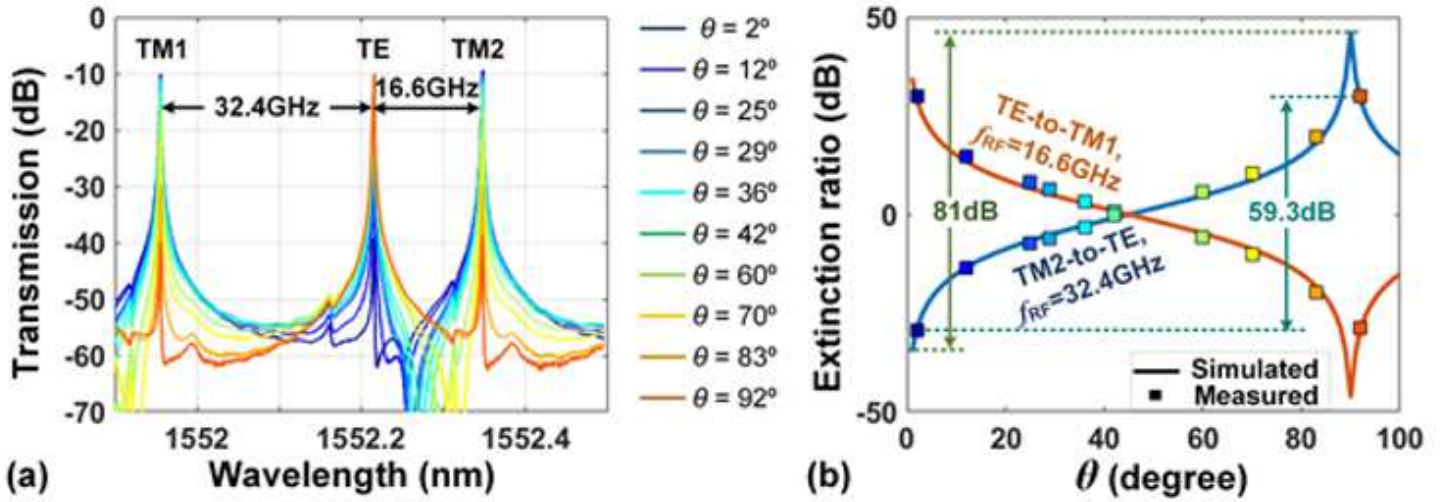 0
-10
-20
-30
-40
-50
-60
-70
Transmission (dB)
TM1
TE
TM2
32.4GHz
16.6GHz
1552
1552.2
1552.4
Wavelength (nm)
(a)
θ = 2º
θ = 12º
θ = 25º
θ = 29º
θ = 36º
θ = 42º
θ = 60º
θ = 70º
θ = 83º
θ = 92º
50
0
-50
Extinction ratio (dB)
TE-to-TM1,
fRF=16.6GHz
81dB
59.3dB
TM2-to-TE,
fRF=32.4GHz
Simulated
Measured
0
20
40
60
80
100
θ (degree)
(b)